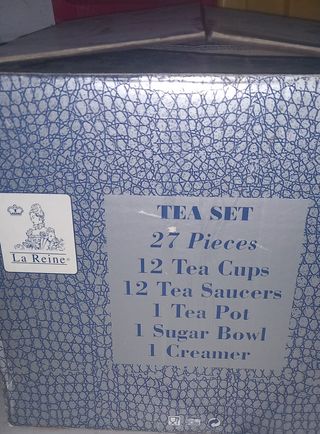 TEA SET
27 Pieces
12 Tea Cups
12 Tea Saucers
1 Tea Pot
1 Sugar Bowl
1 Creamer
La Reine®